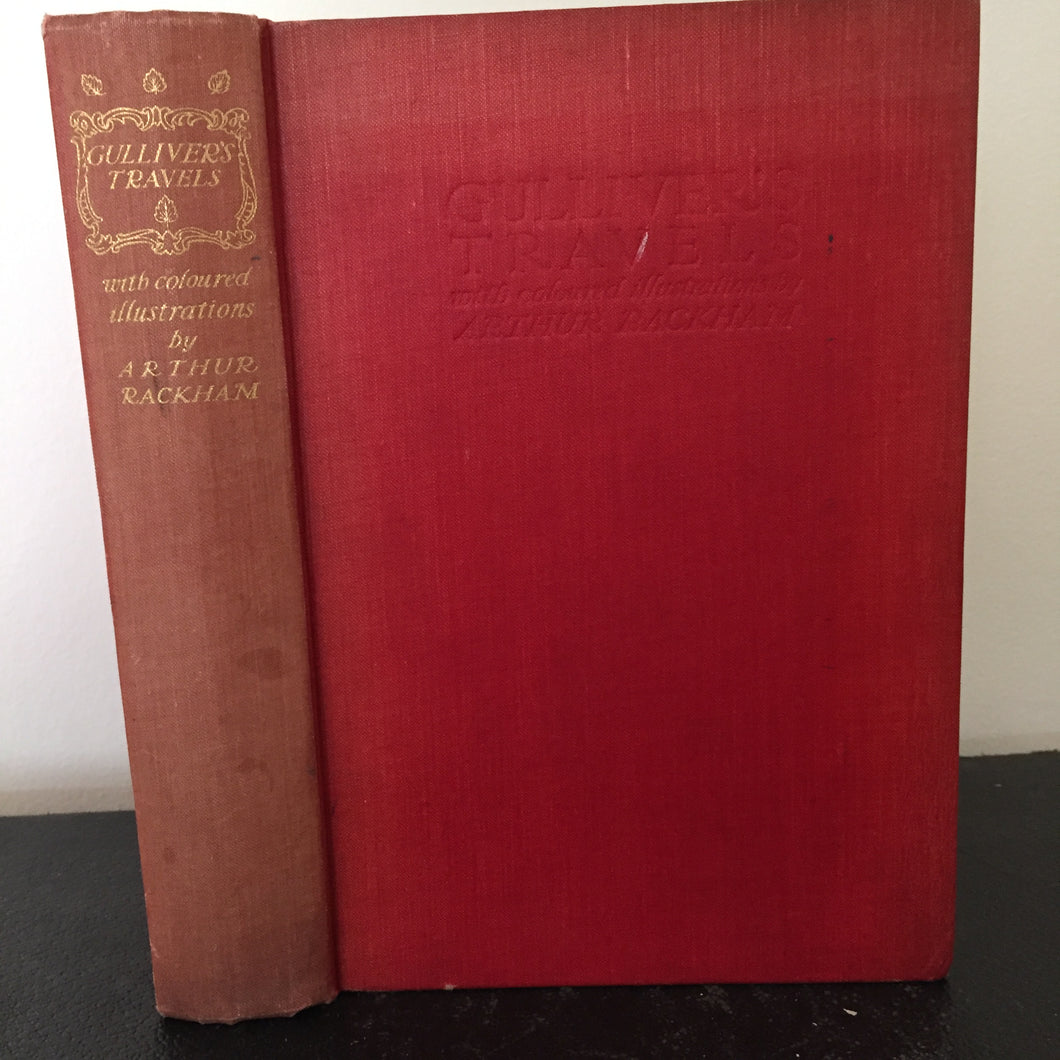 GULLIVER'S
TRAVELS
with coloured
illustrations
by
ARTHUR
RACKHAM
GULLIVER'S
TRAVELS
with coloured illustrations by
ARTHUR RACKHAM